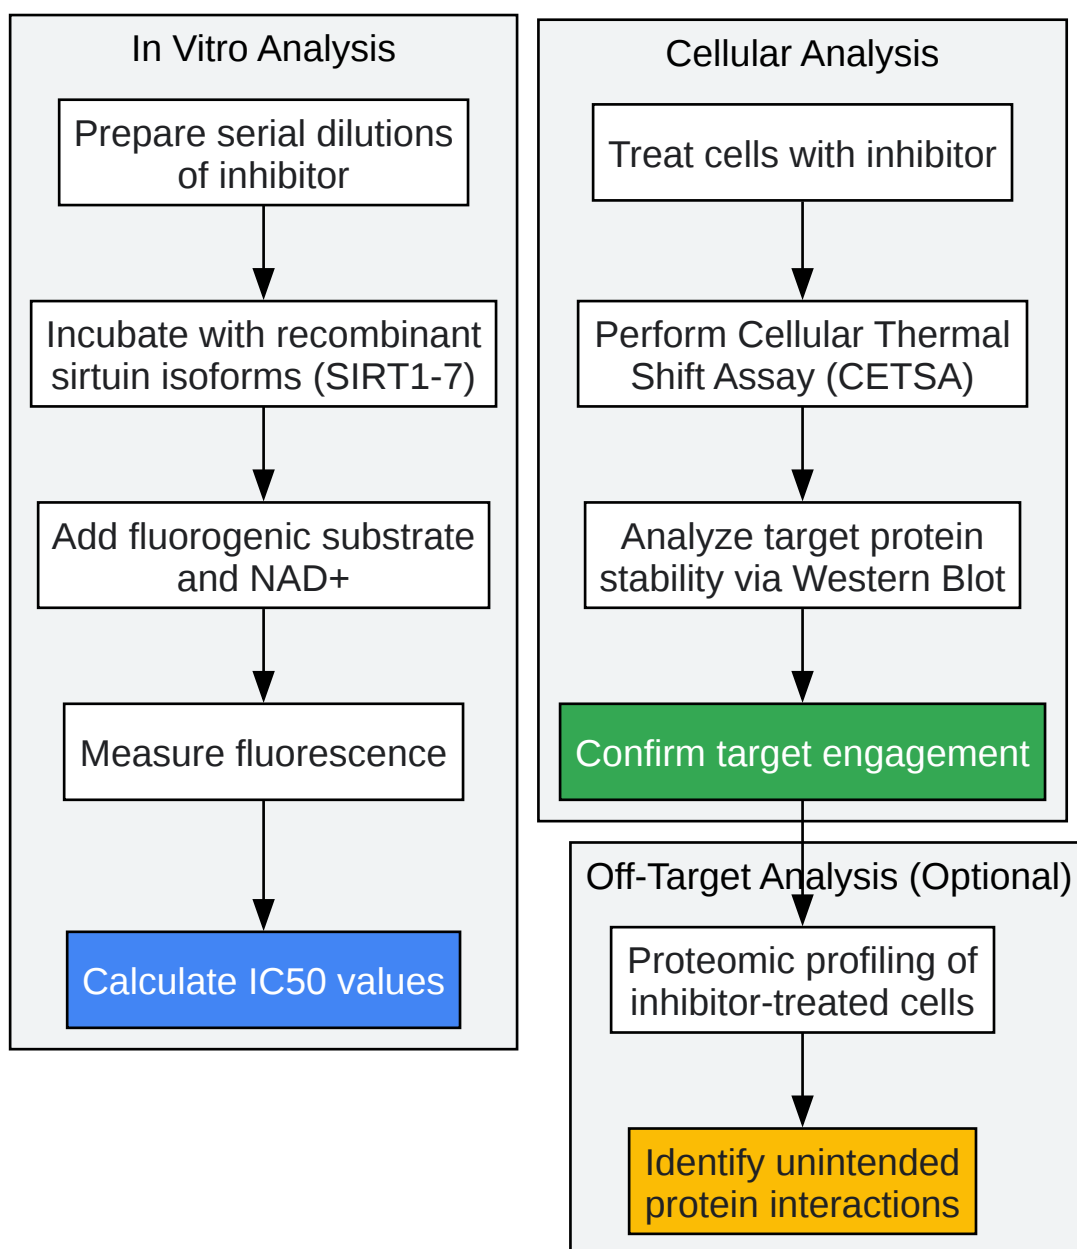 In Vitro Analysis
Prepare serial dilutions
of inhibitor
Incubate with recombinant
sirtuin isoforms (SIRT1-7)
Add fluorogenic substrate
and NAD+
Measure fluorescence
Calculate IC50 values
Cellular Analysis
Treat cells with inhibitor
Perform Cellular Thermal
Shift Assay (CETSA)
Analyze target protein
stability via Western Blot
Confirm target engagement
Off-Target Analysis (Optional)
Proteomic profiling of
inhibitor-treated cells
Identify unintended
protein interactions